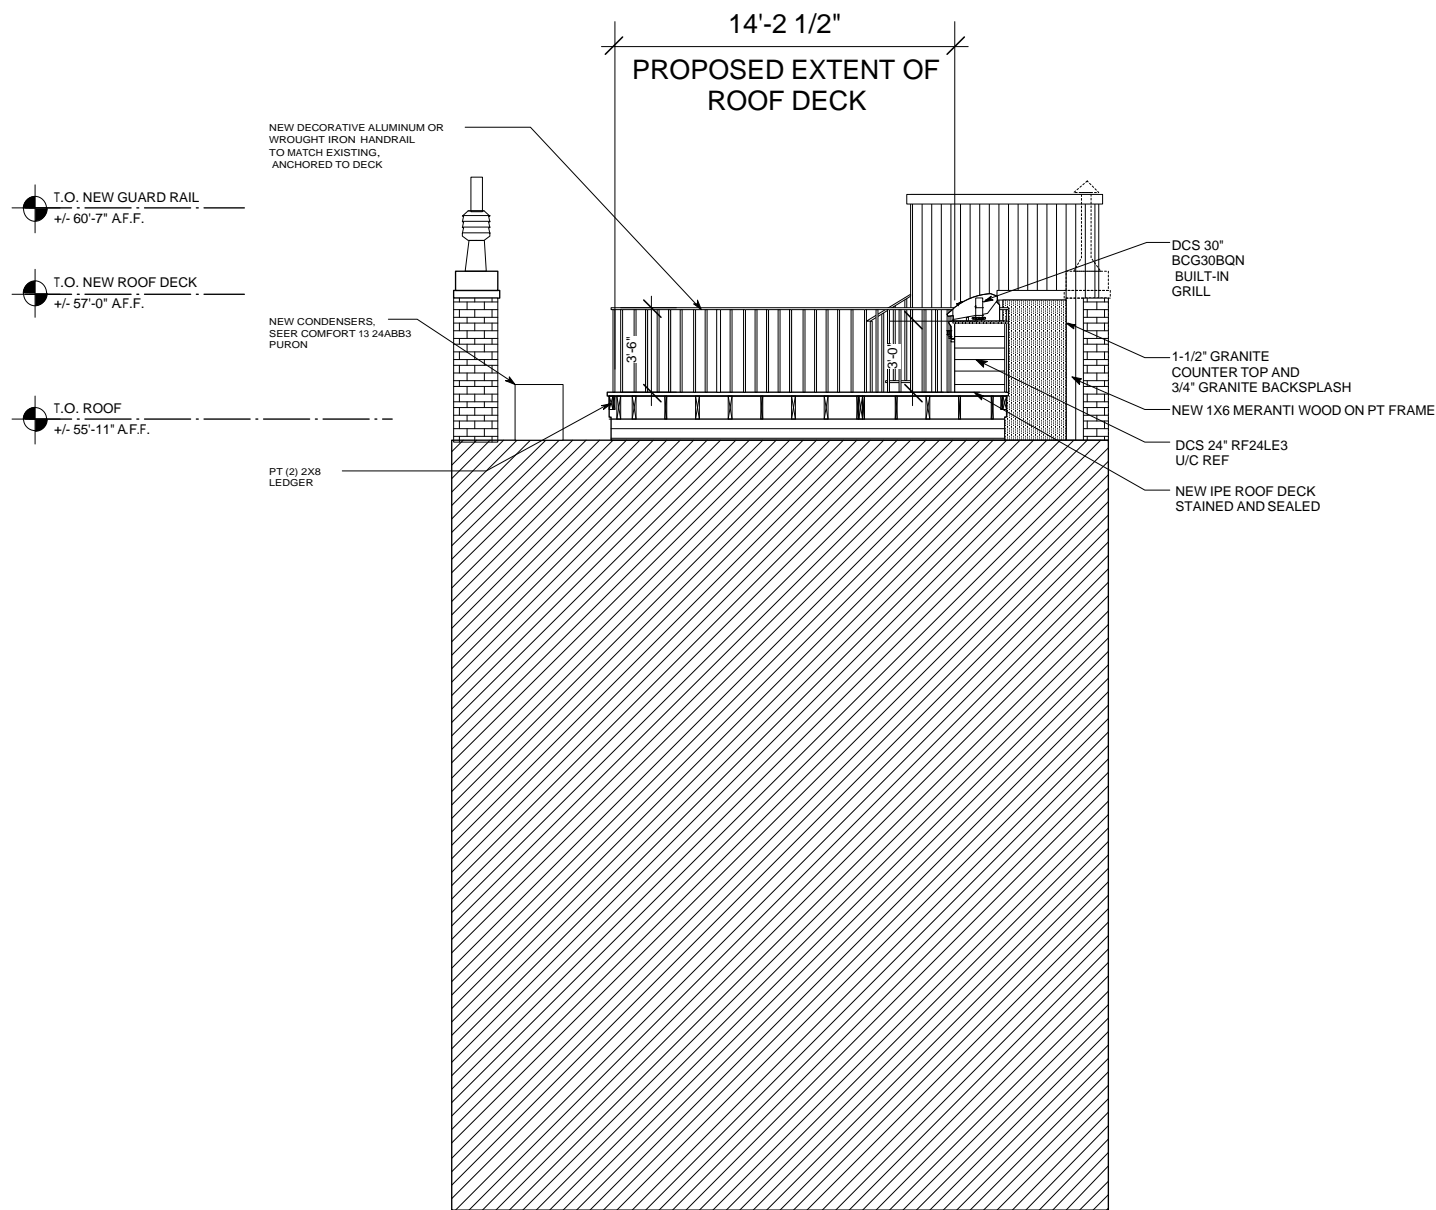 14'-2 1/2"
PROPOSED EXTENT OF
ROOF DECK
NEW DECORATIVE ALUMINUM OR
WROUGHT IRON HANDRAIL
TO MATCH EXISTING,
ANCHORED TO DECK
T.O. NEW GUARD RAIL
+/- 60'-7" A.F.F.
T.O. NEW ROOF DECK
+/- 57'-0" A.F.F.
NEW CONDENSERS,
SEER COMFORT 13 24ABB3
PURON
T.O. ROOF
+/- 55'-11" A.F.F.
PT (2) 2X8
LEDGER
3'-6"
3'-0"
DCS 30"
BCG30BQN
BUILT-IN
GRILL
1-1/2" GRANITE
COUNTER TOP AND
3/4" GRANITE BACKSPLASH
NEW 1X6 MERANTI WOOD ON PT FRAME
DCS 24" RF24LE3
U/C REF
NEW IPE ROOF DECK
STAINED AND SEALED